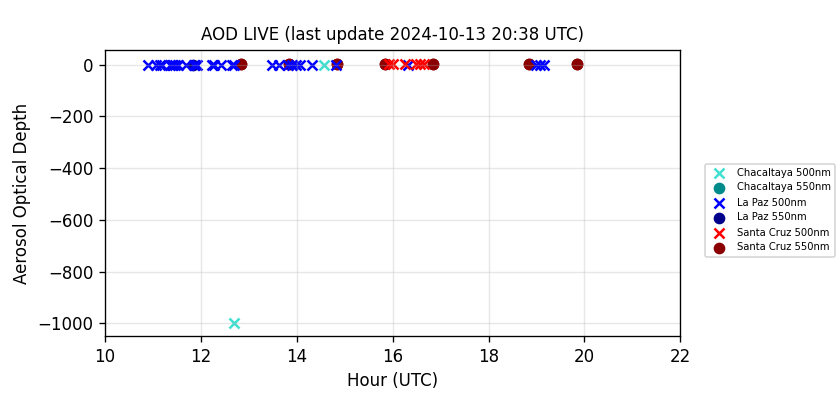 AOD LIVE (last update 2024-10-13 20:38 UTC)
Aerosol Optical Depth
0
−200
−400
−600
−800
−1000
10 12 14 16 18 20 22
Hour (UTC)
Chacaltaya 500nm
Chacaltaya 550nm
La Paz 500nm
La Paz 550nm
Santa Cruz 500nm
Santa Cruz 550nm